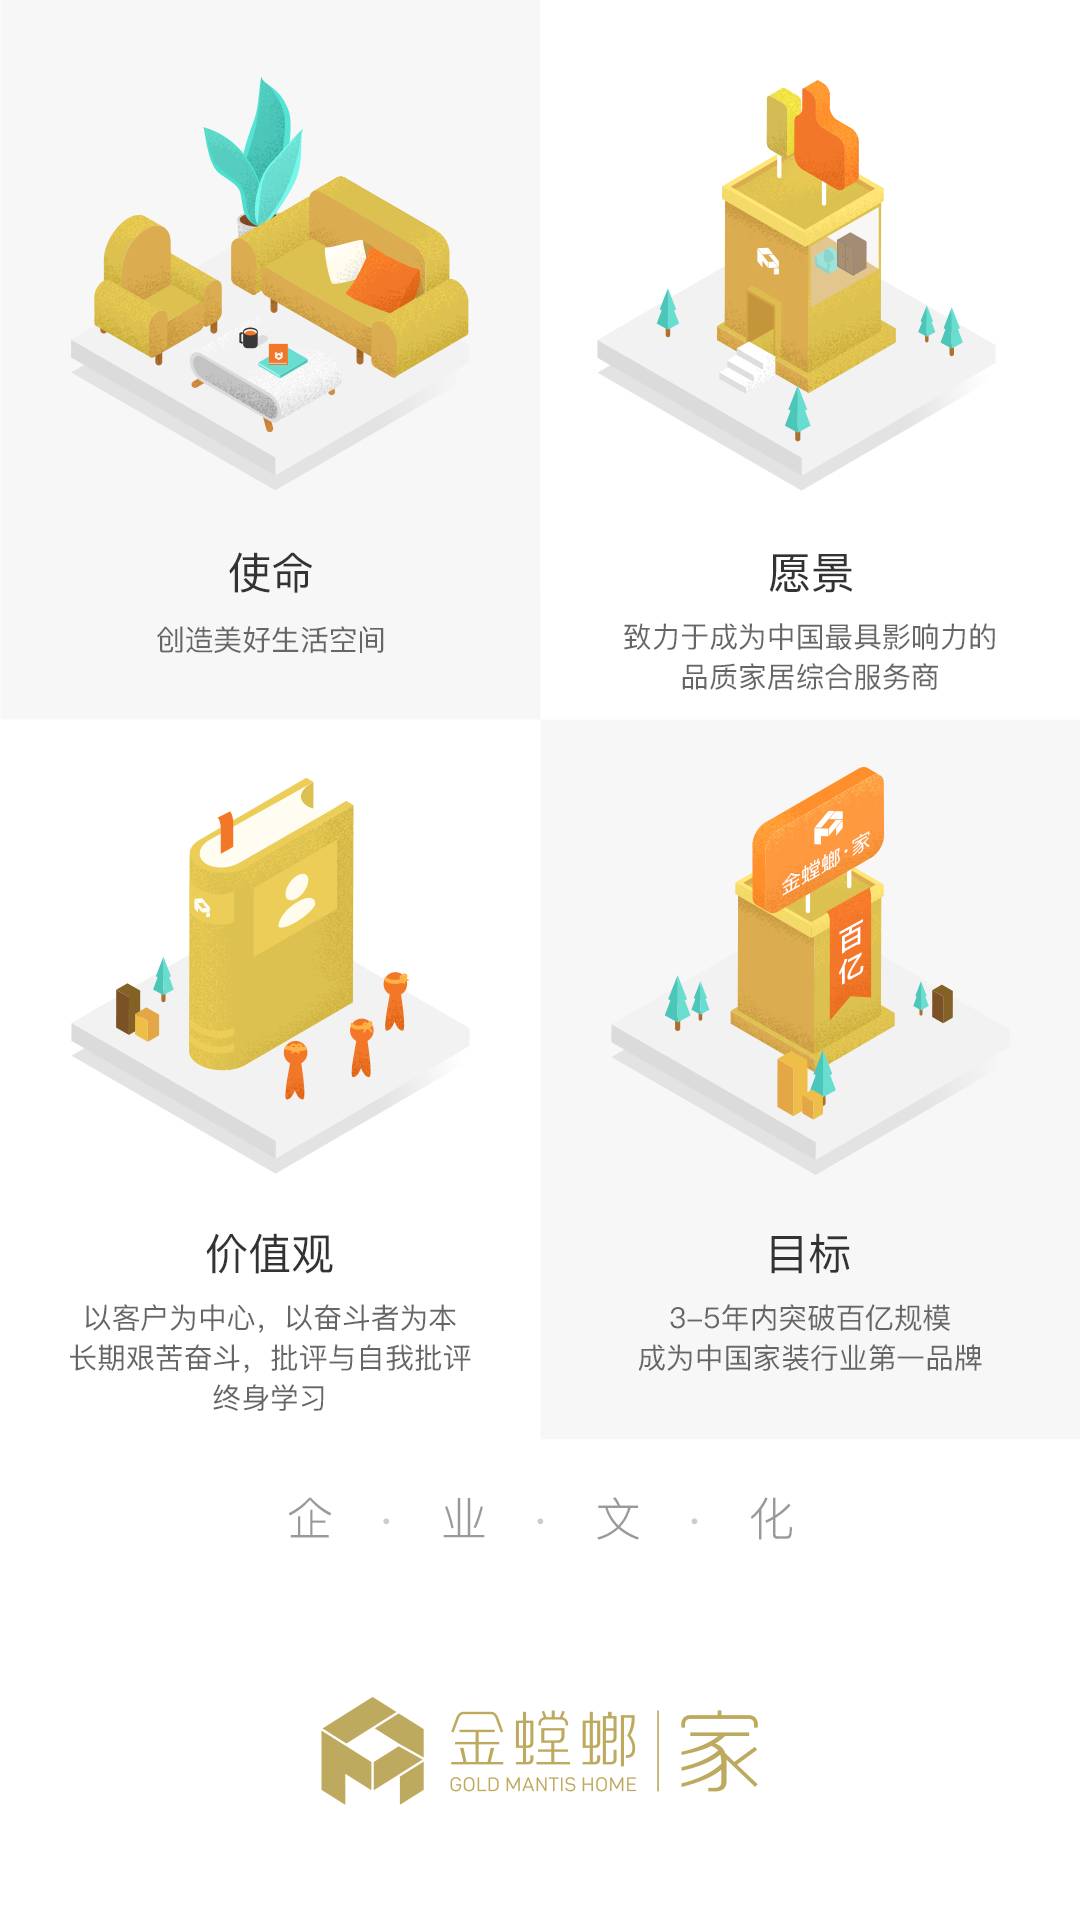 使命
创造美好生活空间
愿景
致力于成为中国最具影响力的
品质家居综合服务商
金螳螂·家
百亿
价值观
以客户为中心，以奋斗者为本
长期艰苦奋斗，批评与自我批评
终身学习
目标
3-5年内突破百亿规模
成为中国家装行业第一品牌
企·业·文·化
金螳螂|家
GOLD MANTIS HOME